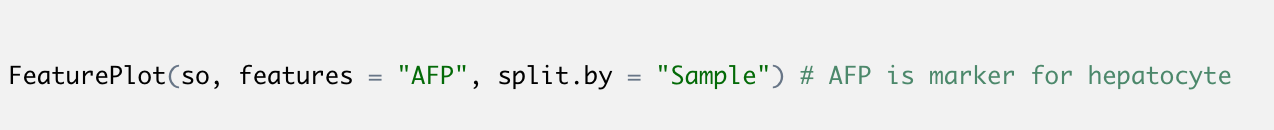 FeaturePlot(so, features = "AFP", split.by = "Sample") # AFP is marker for hepatocyte